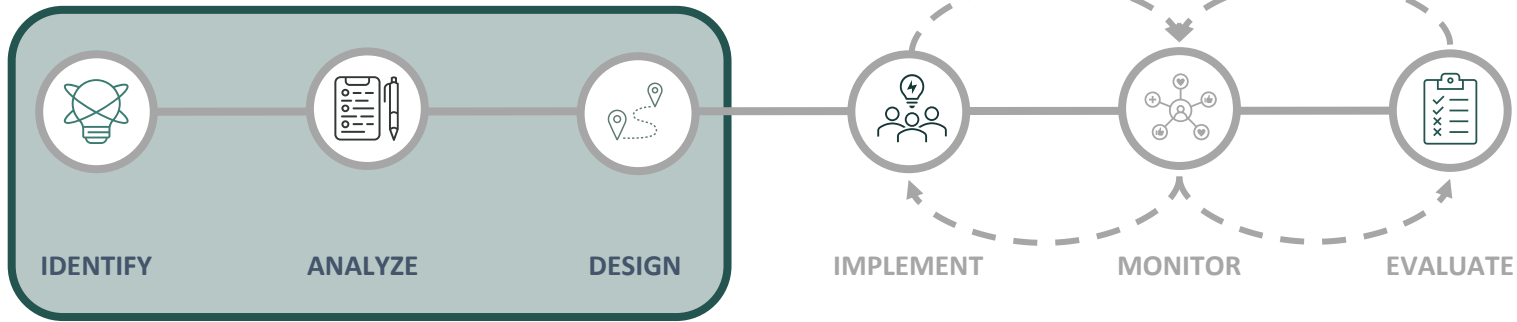 IDENTIFY
ANALYZE
DESIGN
IMPLEMENT
MONITOR
EVALUATE